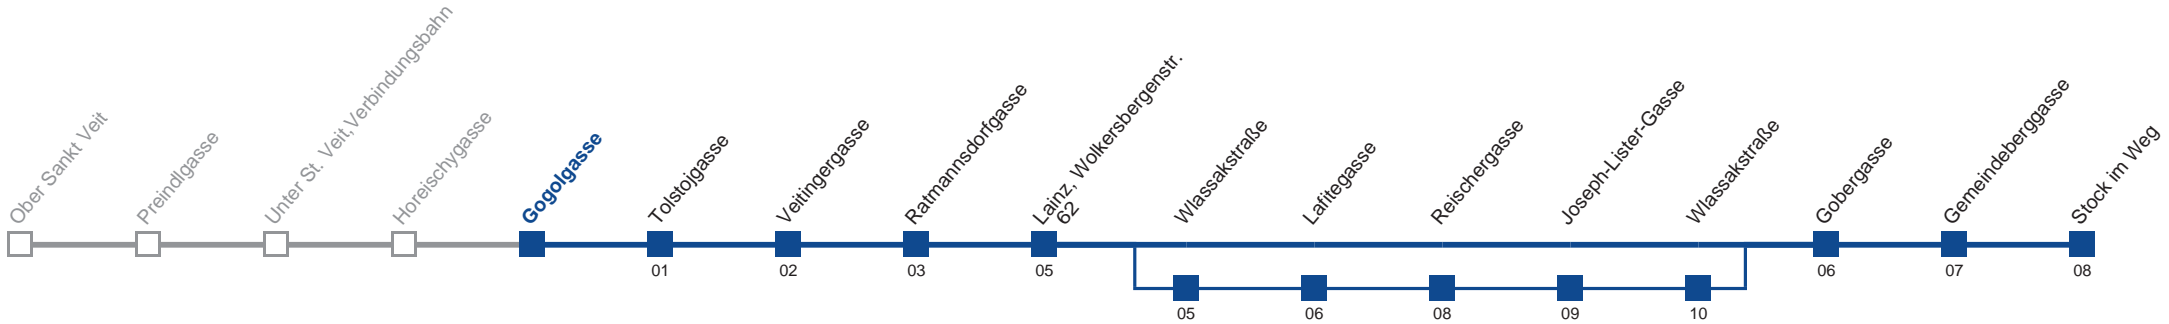 Ober Sankt Veit
Preindlgasse
Unter St. Veit,Verbindungsbahn
Horeischygasse
Gogolgasse
Tolstojgasse
Veitingergasse
Ratmannsdorfgasse
Lainz, Wolkersbergenstr.
62
Wlassakstraße
Lafitegasse
Reischergasse
Joseph-Lister-Gasse
Wlassakstraße
Gobergasse
Gemeindeberggasse
Stock im Weg
01
02
03
05
06
07
08
05
06
08
09
10